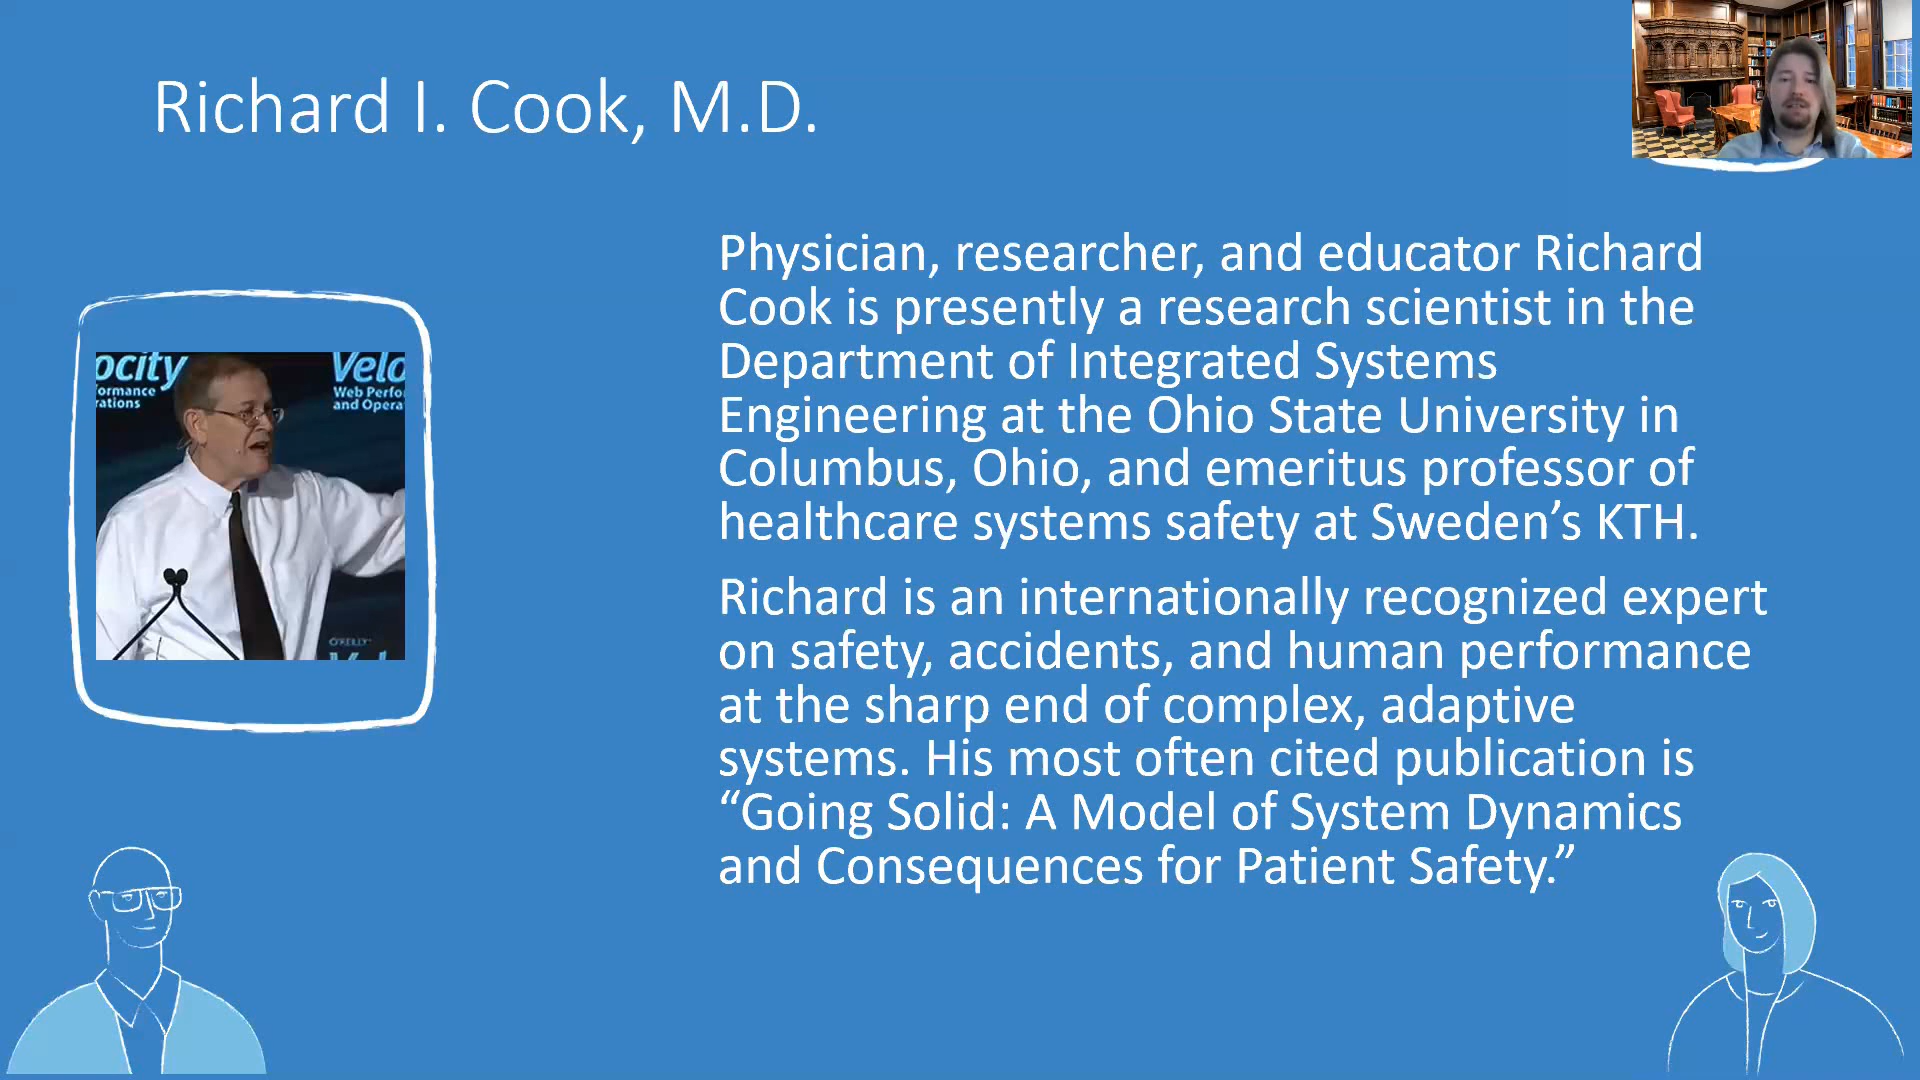 Richard I. Cook, M.D.
Physician, researcher, and educator Richard
Cook is presently a research scientist in the
Department of Integrated Systems
Engineering at the Ohio State University in
Columbus, Ohio, and emeritus professor of
healthcare systems safety at Sweden’s KTH.
Richard is an internationally recognized expert
on safety, accidents, and human performance
at the sharp end of complex, adaptive
systems. His most often cited publication is
“Going Solid: A Model of System Dynamics
and Consequences for Patient Safety.”
ocity
ormance
rations
Velo
Web Perfo
and Opera
O'REILLY